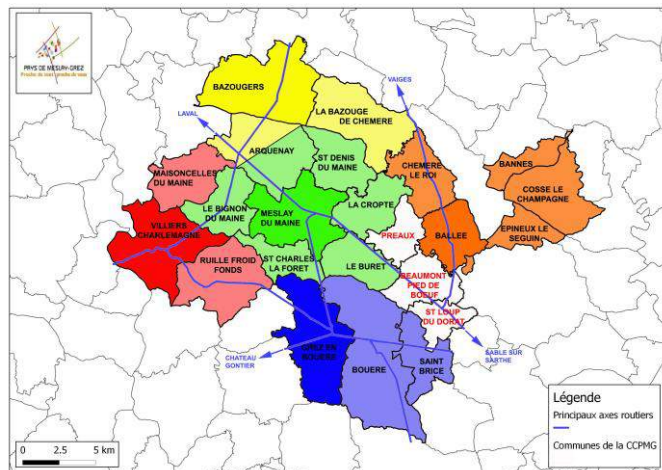 PAYS DE MESLAY-GREZ
BAZOUGERS
VAIGES
LA BAZOUGE
DE CHEMERE
LAVAL
ARQUENAY
ST DENIS
DU MAINE
CHEMERE
LE ROI
BANNES
MAISONCELLES
DU MAINE
COSSE LE
CHAMPAGNE
LE BIGNON
DU MAINE
MESLAY
DU MAINE
LA CROPTE
VILLIERS
CHARLEMAGNE
PREAUX
BALLEE
EPINEUX LE
SEGUIN
RUILLE FROID
FONDS
ST CHARLES
LA FORET
LE BURET
BEAUMONT
PIED DE
BOEUF
ST LOUP
DU DORAT
GREZ EN
BOUERE
CHATEAU
GONTIER
BOUERE
SAINT
BRICE
SABLE SUR
SARTHE
Légende
Principaux axes routiers
Communes de la CCPMG
0 2.5 5 km